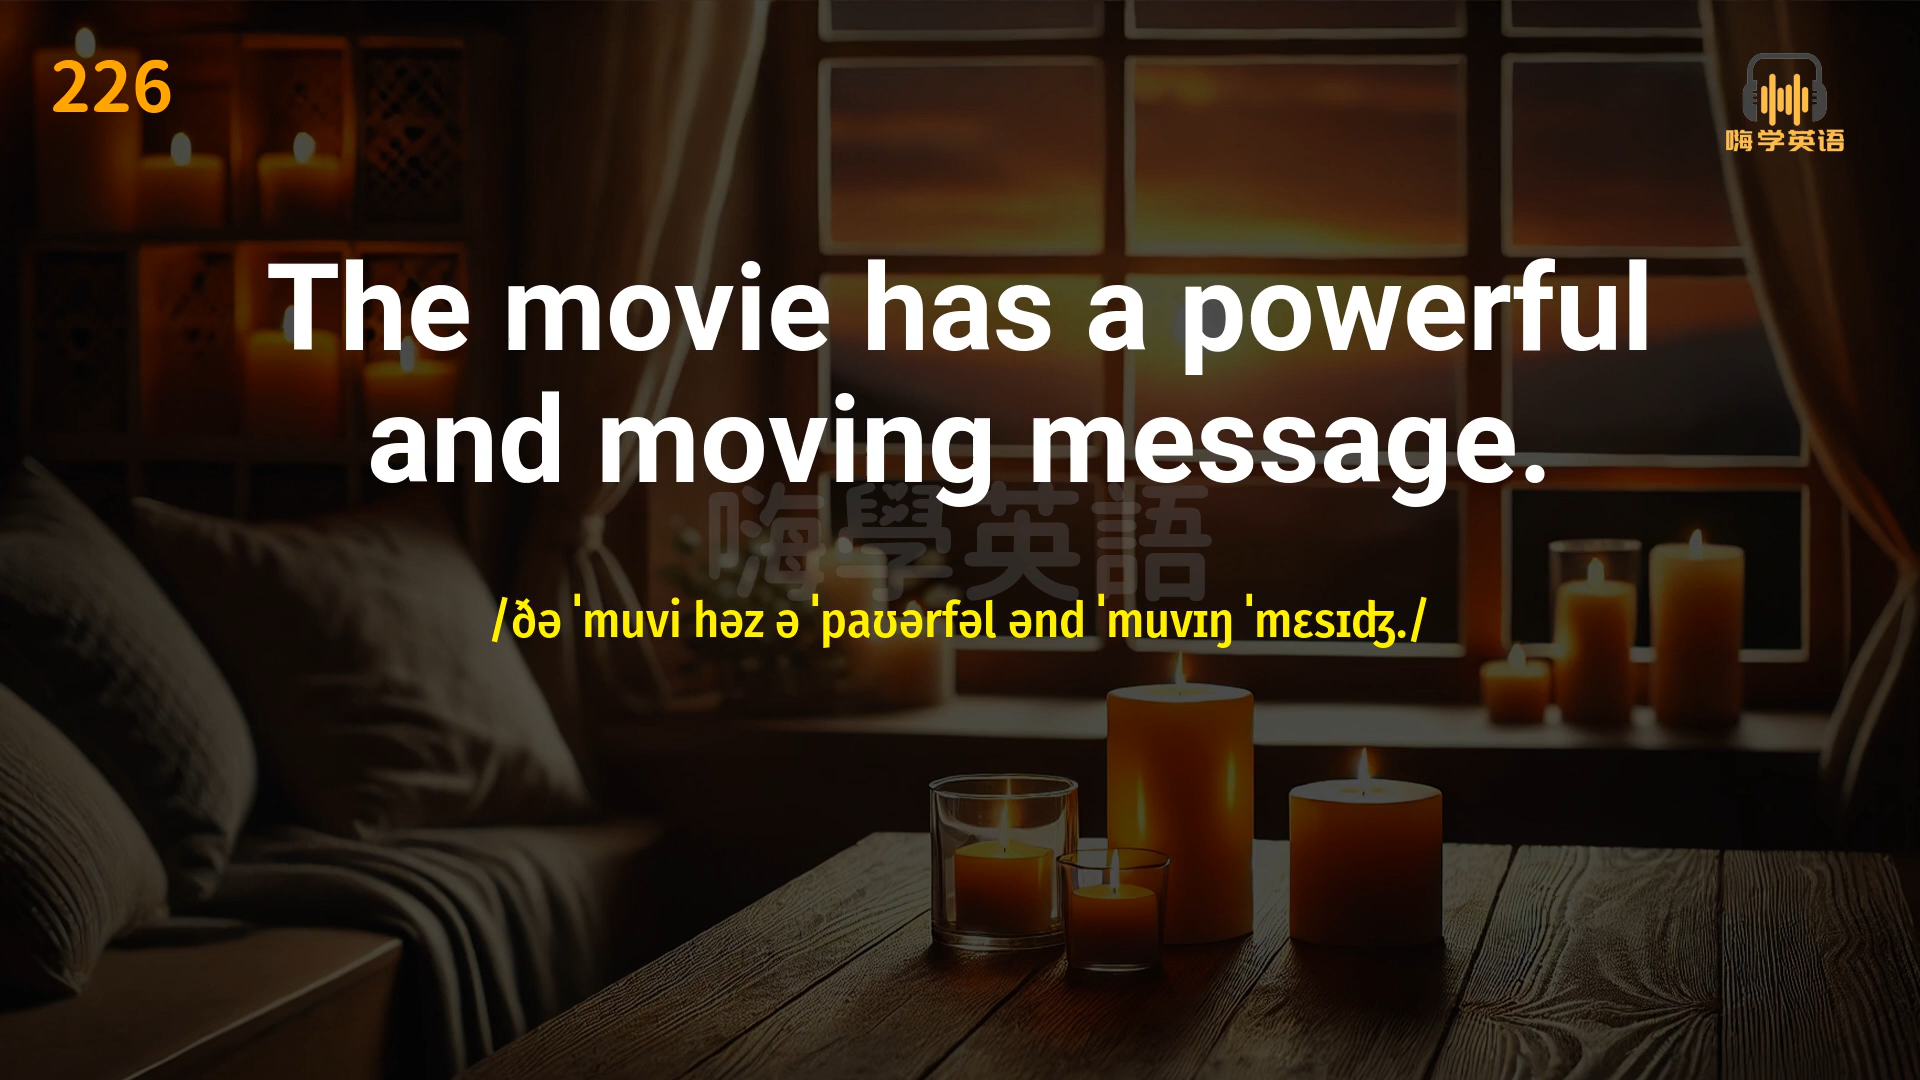 226
嗨学英语
The movie has a powerful
and moving message.
嗨學英語
/ðə ˈmuvi həz ə ˈpaʊərfəl ənd ˈmuvɪŋ ˈmɛsɪʤ./